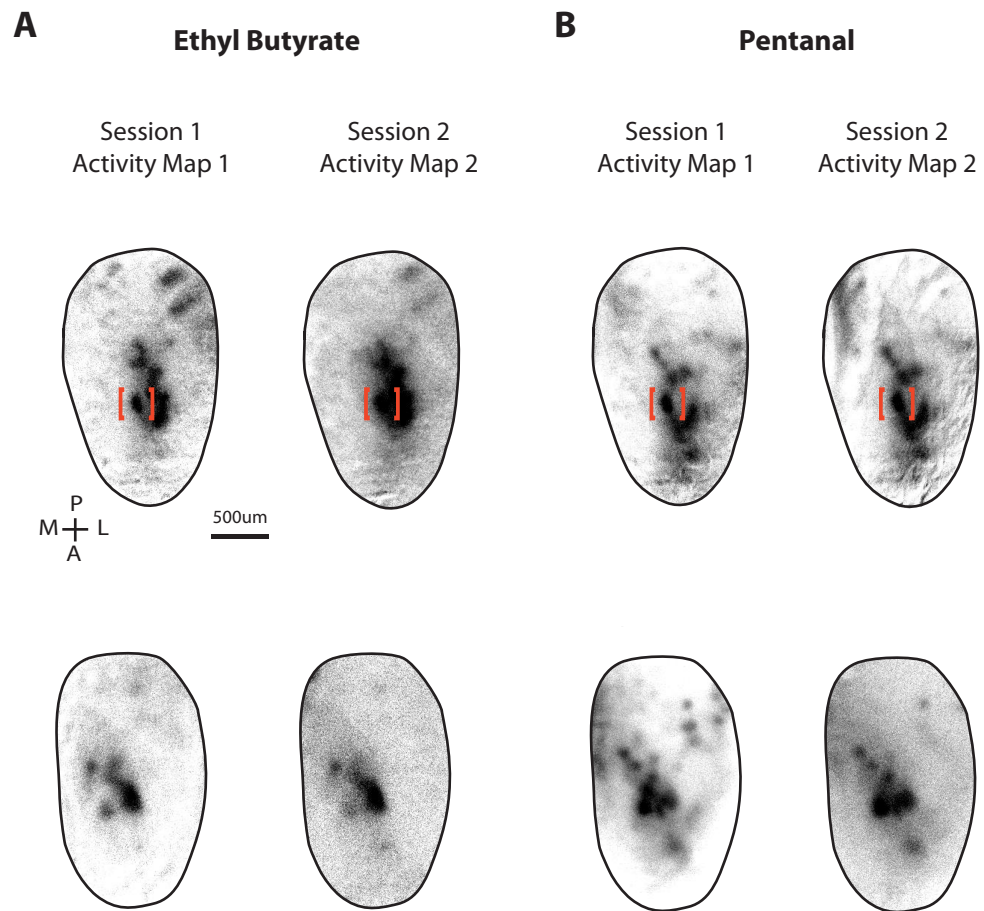 A
Ethyl Butyrate
B
Pentanal
Session 1
Activity Map 1
Session 2
Activity Map 2
Session 1
Activity Map 1
Session 2
Activity Map 2
[ ]
[ ]
[ ]
[ ]
P
M L
A
500um